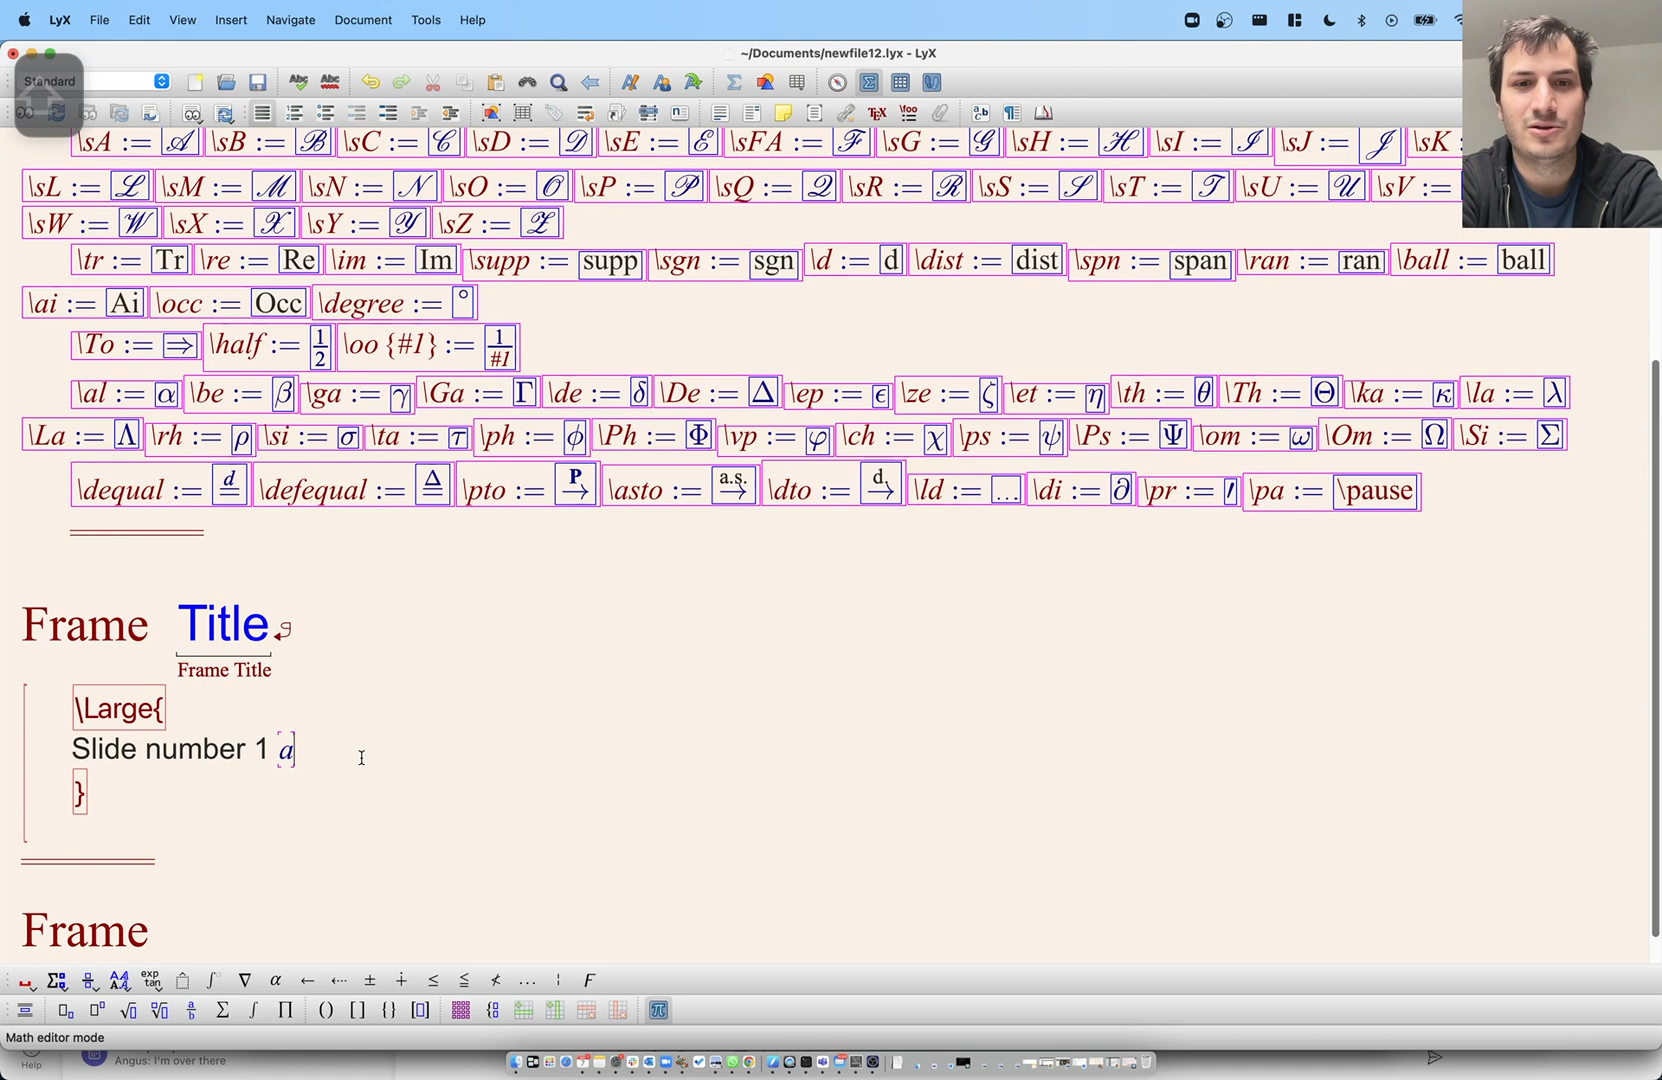 LyX File Edit View Insert Navigate Document Tools Help
~/Documents/newfile12.lyx - LyX
Standard
\sA := 𝒜 \sB := ℬ \sC := 𝒞 \sD := 𝒟 \sE := ℰ \sFA := ℱ \sG := 𝒢 \sH := ℋ \sI := ℐ \sJ := 𝒥 \sK
\sL := ℒ \sM := ℳ \sN := 𝒩 \sO := 𝒪 \sP := 𝒫 \sQ := 𝒬 \sR := ℛ \sS := 𝒮 \sT := 𝒯 \sU := 𝒰 \sV :=
\sW := 𝒲 \sX := 𝒳 \sY := 𝒴 \sZ := 𝒵
\tr := Tr \re := Re \im := Im \supp := supp \sgn := sgn \d := d \dist := dist \spn := span \ran := ran \ball := ball
\ai := Ai \occ := Occ \degree := °
\To := ⇒ \half := 1/2 \oo {#1} := 1/#1
\al := α \be := β \ga := γ \Ga := Γ \de := δ \De := Δ \ep := ϵ \ze := ζ \et := η \th := θ \Th := Θ \ka := κ \la := λ
\La := Λ \rh := ρ \si := σ \ta := τ \ph := ϕ \Ph := Φ \vp := φ \ch := χ \ps := ψ \Ps := Ψ \om := ω \Om := Ω \Si := Σ
\dequal := d= \defequal := Δ= \pto := P→ \asto := a.s.→ \dto := d.→ \ld := … \di := ∂ \pr := ′ \pa := \pause
Frame Title
Frame Title
\Large{
Slide number 1 a
}
Frame
Math editor mode
Help
Angus: I'm over there